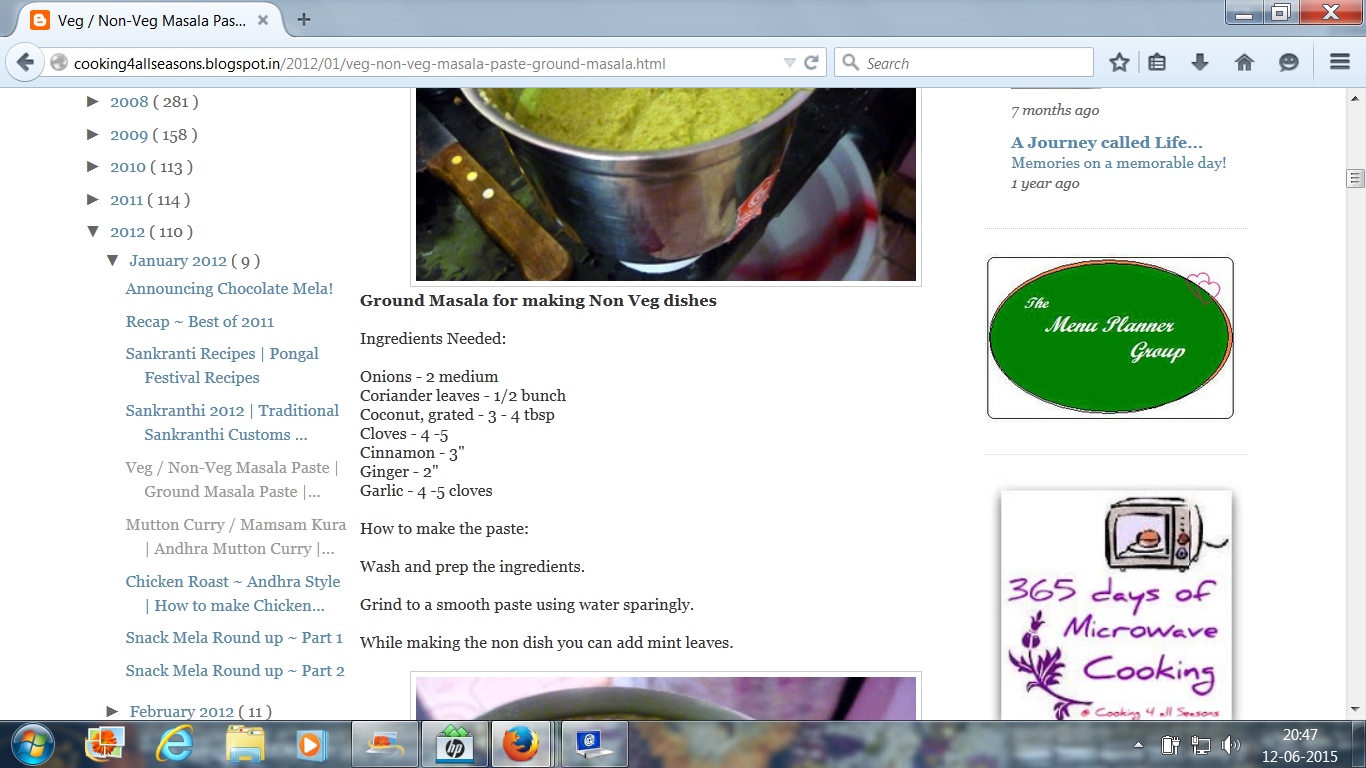 Veg / Non-Veg Masala Pas...
cooking4allseasons.blogspot.in/2012/01/veg-non-veg-masala-paste-ground-masala.html
Search
► 2008 ( 281 )
► 2009 ( 158 )
► 2010 ( 113 )
► 2011 ( 114 )
▼ 2012 ( 110 )
▼ January 2012 ( 9 )
Announcing Chocolate Mela!
Recap ~ Best of 2011
Sankranti Recipes | Pongal
Festival Recipes
Sankranthi 2012 | Traditional
Sankranthi Customs ...
Veg / Non-Veg Masala Paste |
Ground Masala Paste |...
Mutton Curry / Mamsam Kura
| Andhra Mutton Curry |...
Chicken Roast ~ Andhra Style
| How to make Chicken...
Snack Mela Round up ~ Part 1
Snack Mela Round up ~ Part 2
► February 2012 ( 11 )
Ground Masala for making Non Veg dishes
Ingredients Needed:
Onions - 2 medium
Coriander leaves - 1/2 bunch
Coconut, grated - 3 - 4 tbsp
Cloves - 4 -5
Cinnamon - 3"
Ginger - 2"
Garlic - 4 -5 cloves
How to make the paste:
Wash and prep the ingredients.
Grind to a smooth paste using water sparingly.
While making the non dish you can add mint leaves.
7 months ago
A Journey called Life...
Memories on a memorable day!
1 year ago
The
Menu Planner
Group
365 days of
Microwave
Cooking
@ Cooking 4 all Seasons
hp
20:47
12-06-2015